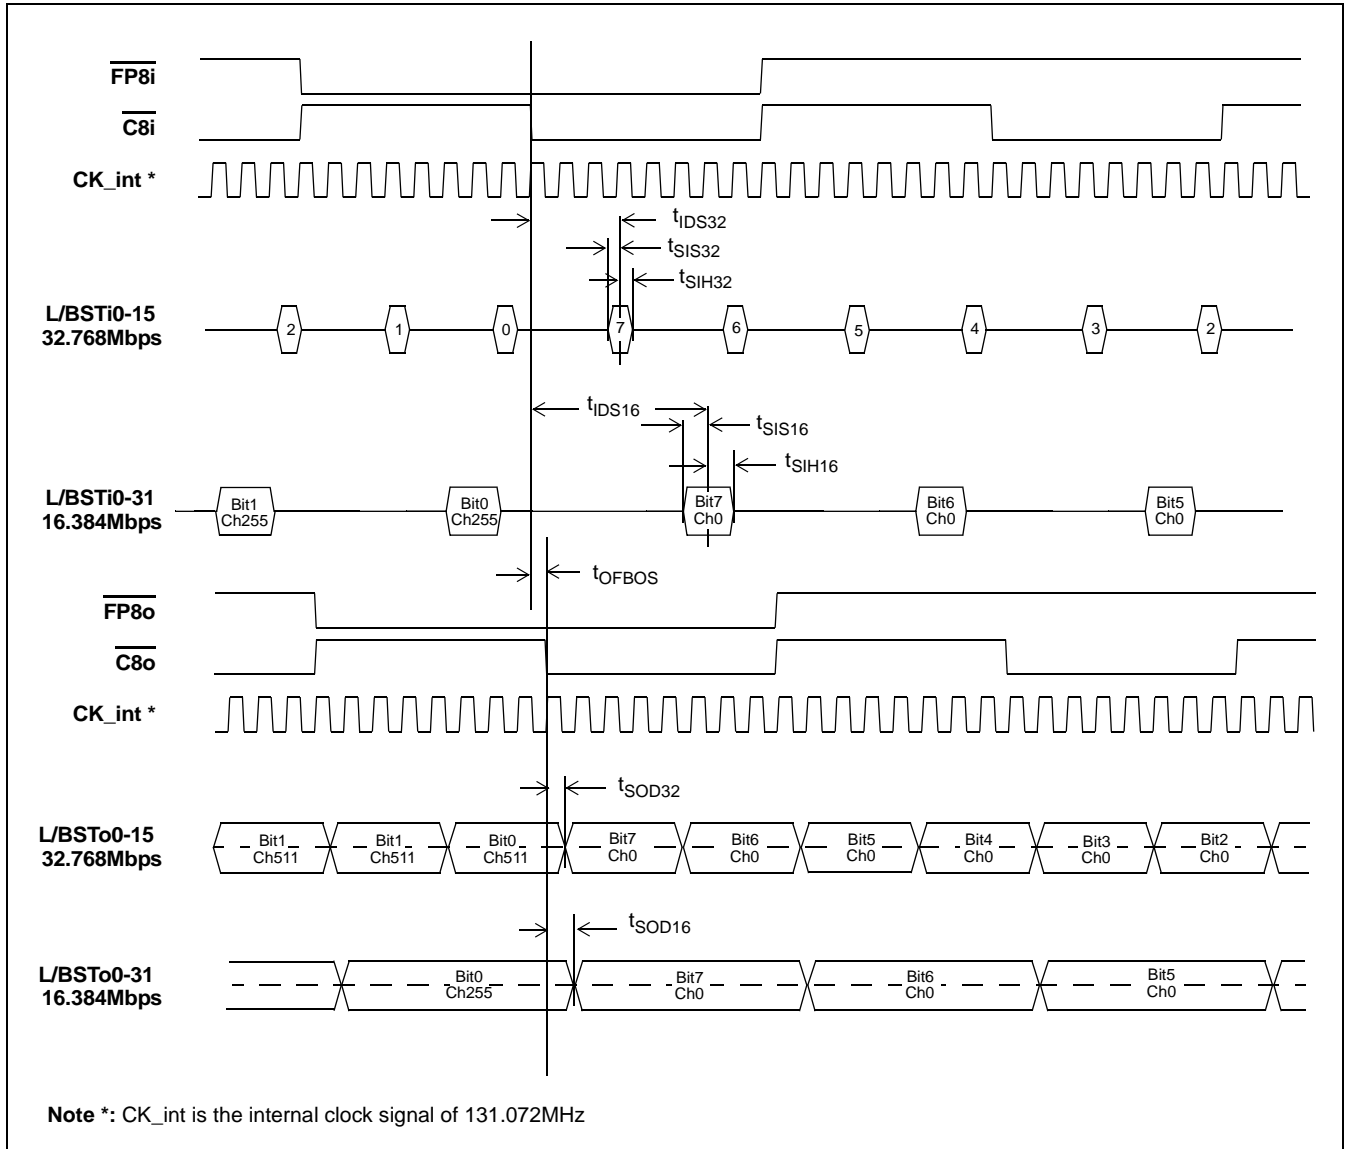 FP8i
C8i
CK_int *
tIDS32
tSIS32
tSIH32
L/BSTi0-15
32.768Mbps
2 1 0 7 6 5 4 3 2
tIDS16
tSIS16
tSIH16
L/BSTi0-31
16.384Mbps
Bit1 Ch255
Bit0 Ch255
Bit7 Ch0
Bit6 Ch0
Bit5 Ch0
tOFBOS
FP8o
C8o
CK_int *
tSOD32
L/BSTo0-15
32.768Mbps
Bit1 Ch511
Bit1 Ch511
Bit0 Ch511
Bit7 Ch0
Bit6 Ch0
Bit5 Ch0
Bit4 Ch0
Bit3 Ch0
Bit2 Ch0
tSOD16
L/BSTo0-31
16.384Mbps
Bit0 Ch255
Bit7 Ch0
Bit6 Ch0
Bit5 Ch0
Note *: CK_int is the internal clock signal of 131.072MHz